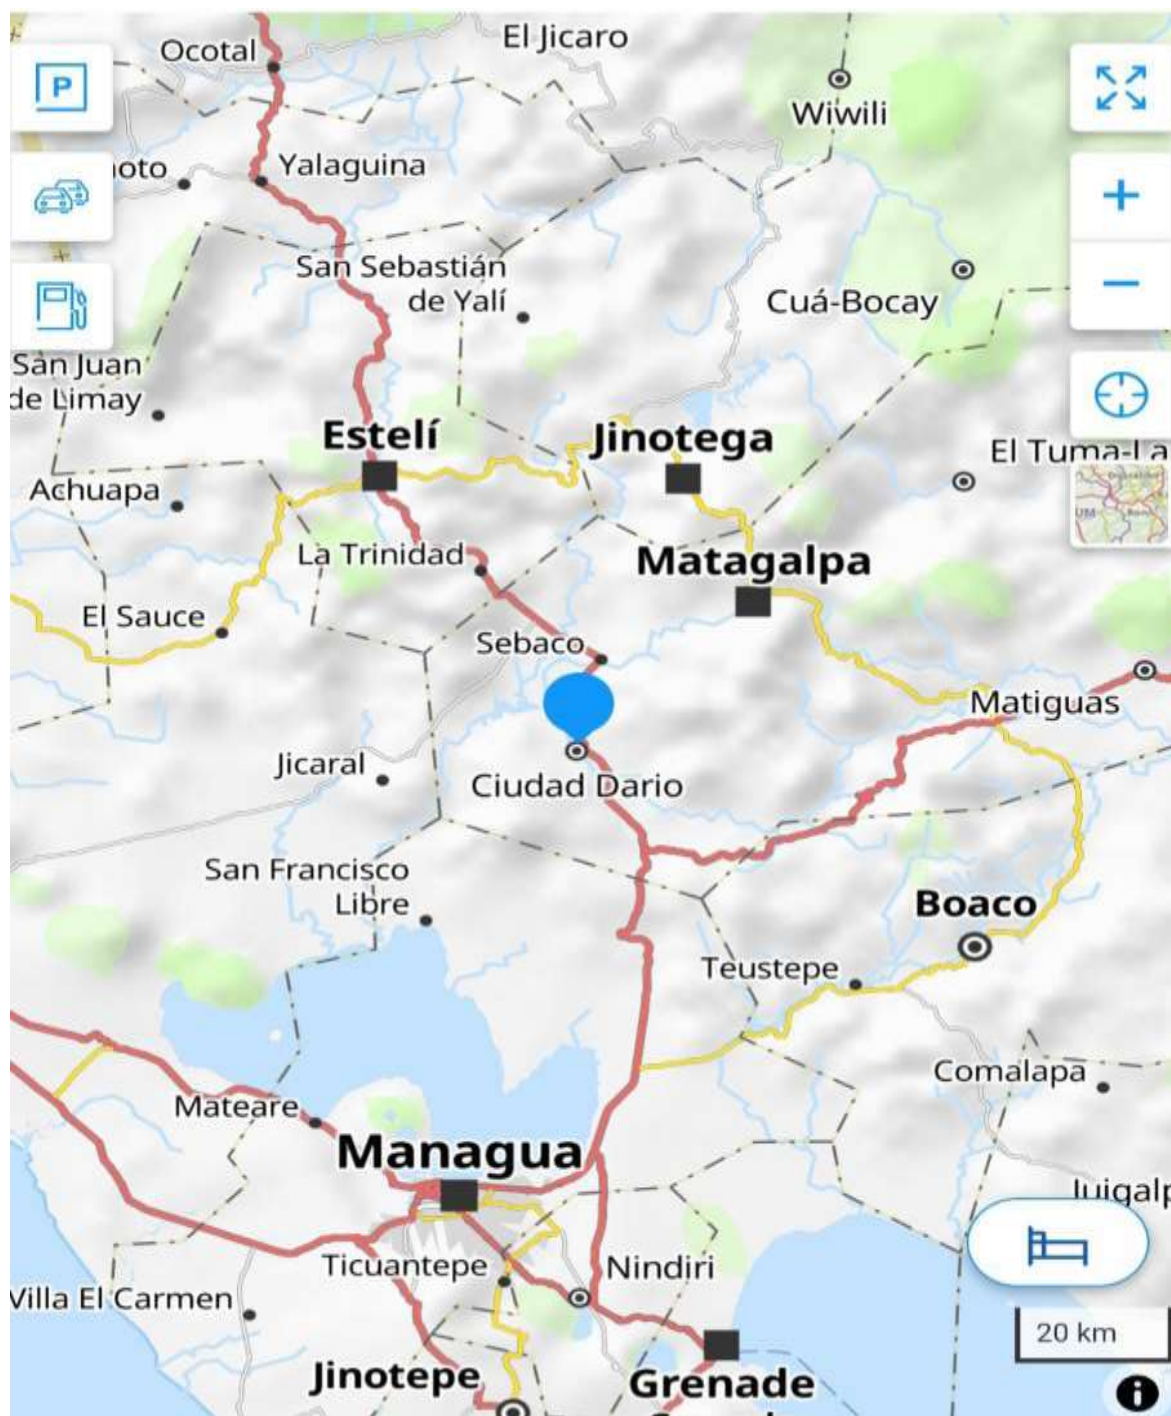 Ocotal
El Jicaro
P
Wiwili
oto
Yalaguina
San Sebastián
de Yalí
Cuá-Bocay
San Juan
de Limay
Estelí
Jinotega
El Tuma-La
Achuapa
La Trinidad
Matagalpa
El Sauce
Sebaco
Matiguas
Jicaral
Ciudad Dario
San Francisco
Libre
Boaco
Teustepe
Comalapa
Mateare
Managua
Juigalp
Ticuantepe
Nindiri
Villa El Carmen
20 km
Jinotepe
Grenade
i